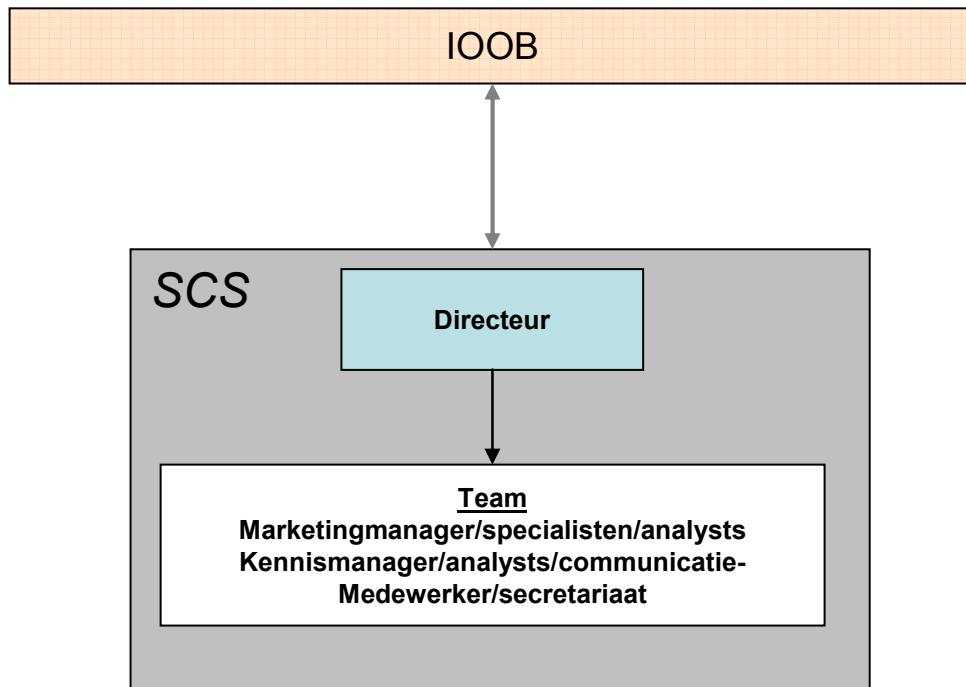 IOOB
SCS
Directeur
Team
Marketingmanager/specialisten/analysts
Kennismanager/analysts/communicatie-
Medewerker/secretariaat